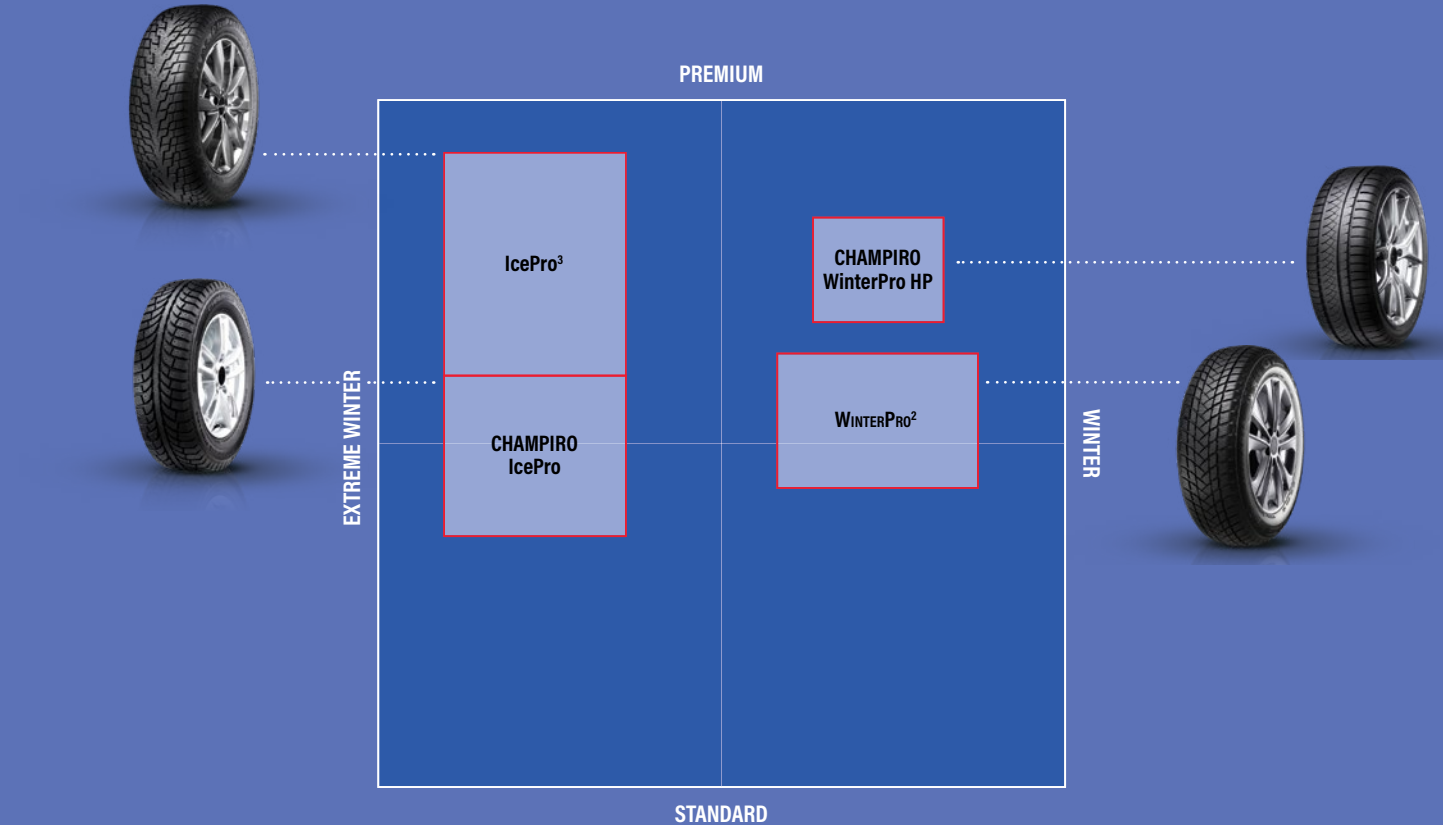 PREMIUM
IcePro³
CHAMPIRO
WinterPro HP
EXTREME WINTER
CHAMPIRO
IcePro
WINTERPRO²
WINTER
STANDARD